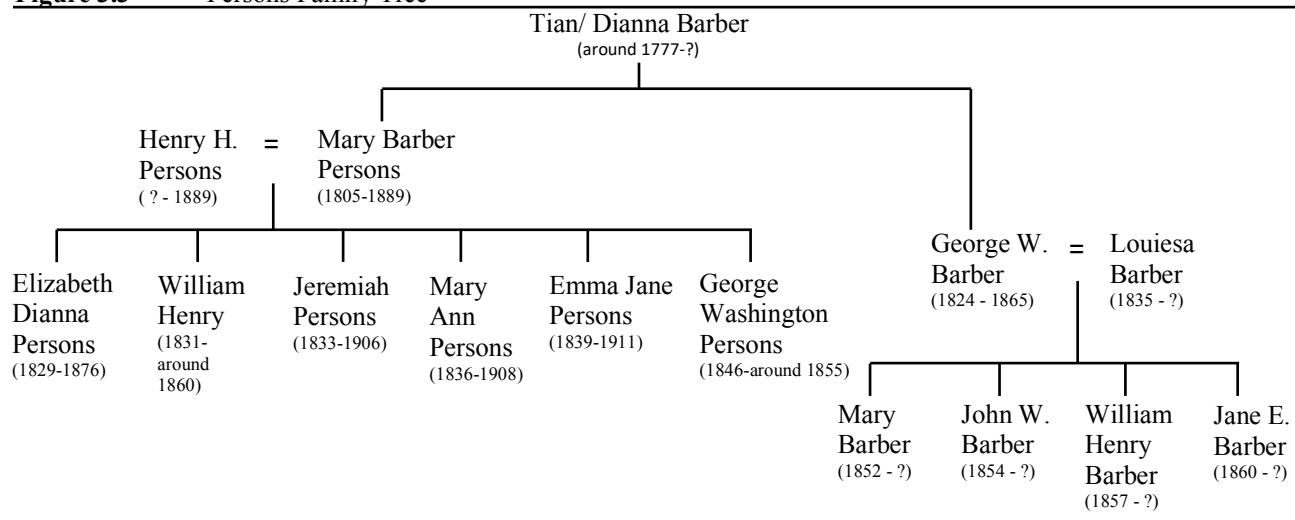 Tian/ Dianna Barber
(around 1777-?)
Henry H. = Mary Barber
Persons Persons
( ? - 1889) (1805-1889)
George W. = Louiesa
Barber Barber
(1824 - 1865) (1835 - ?)
Elizabeth
Dianna
Persons
(1829-1876)
William
Henry
(1831-
around
1860)
Jeremiah
Persons
(1833-1906)
Mary
Ann
Persons
(1836-1908)
Emma Jane
Persons
(1839-1911)
George
Washington
Persons
(1846-around 1855)
Mary
Barber
(1852 - ?)
John W.
Barber
(1854 - ?)
William
Henry
Barber
(1857 - ?)
Jane E.
Barber
(1860 - ?)